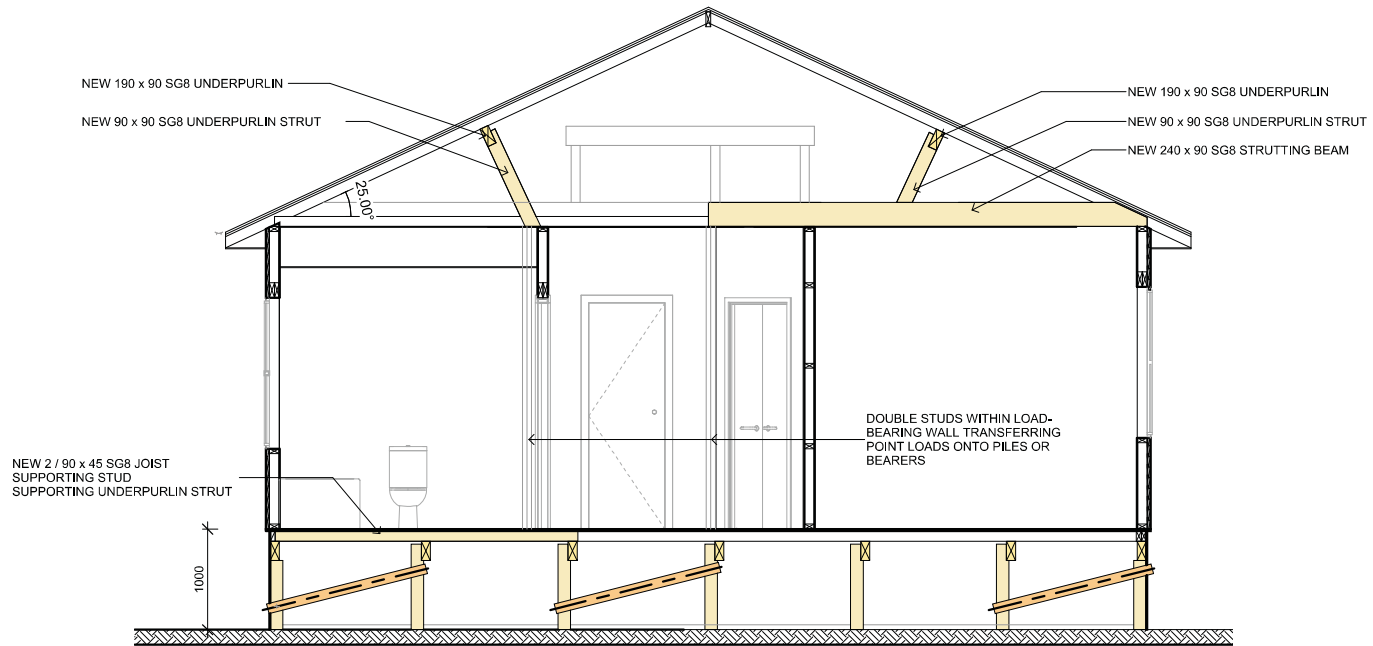 NEW 190 x 90 SG8 UNDERPURLIN
NEW 90 x 90 SG8 UNDERPURLIN STRUT
NEW 190 x 90 SG8 UNDERPURLIN
NEW 90 x 90 SG8 UNDERPURLIN STRUT
NEW 240 x 90 SG8 STRUTTING BEAM
25.00°
DOUBLE STUDS WITHIN LOAD-
BEARING WALL TRANSFERRING
POINT LOADS ONTO PILES OR
BEARERS
NEW 2 / 90 x 45 SG8 JOIST
SUPPORTING STUD
SUPPORTING UNDERPURLIN STRUT
1000